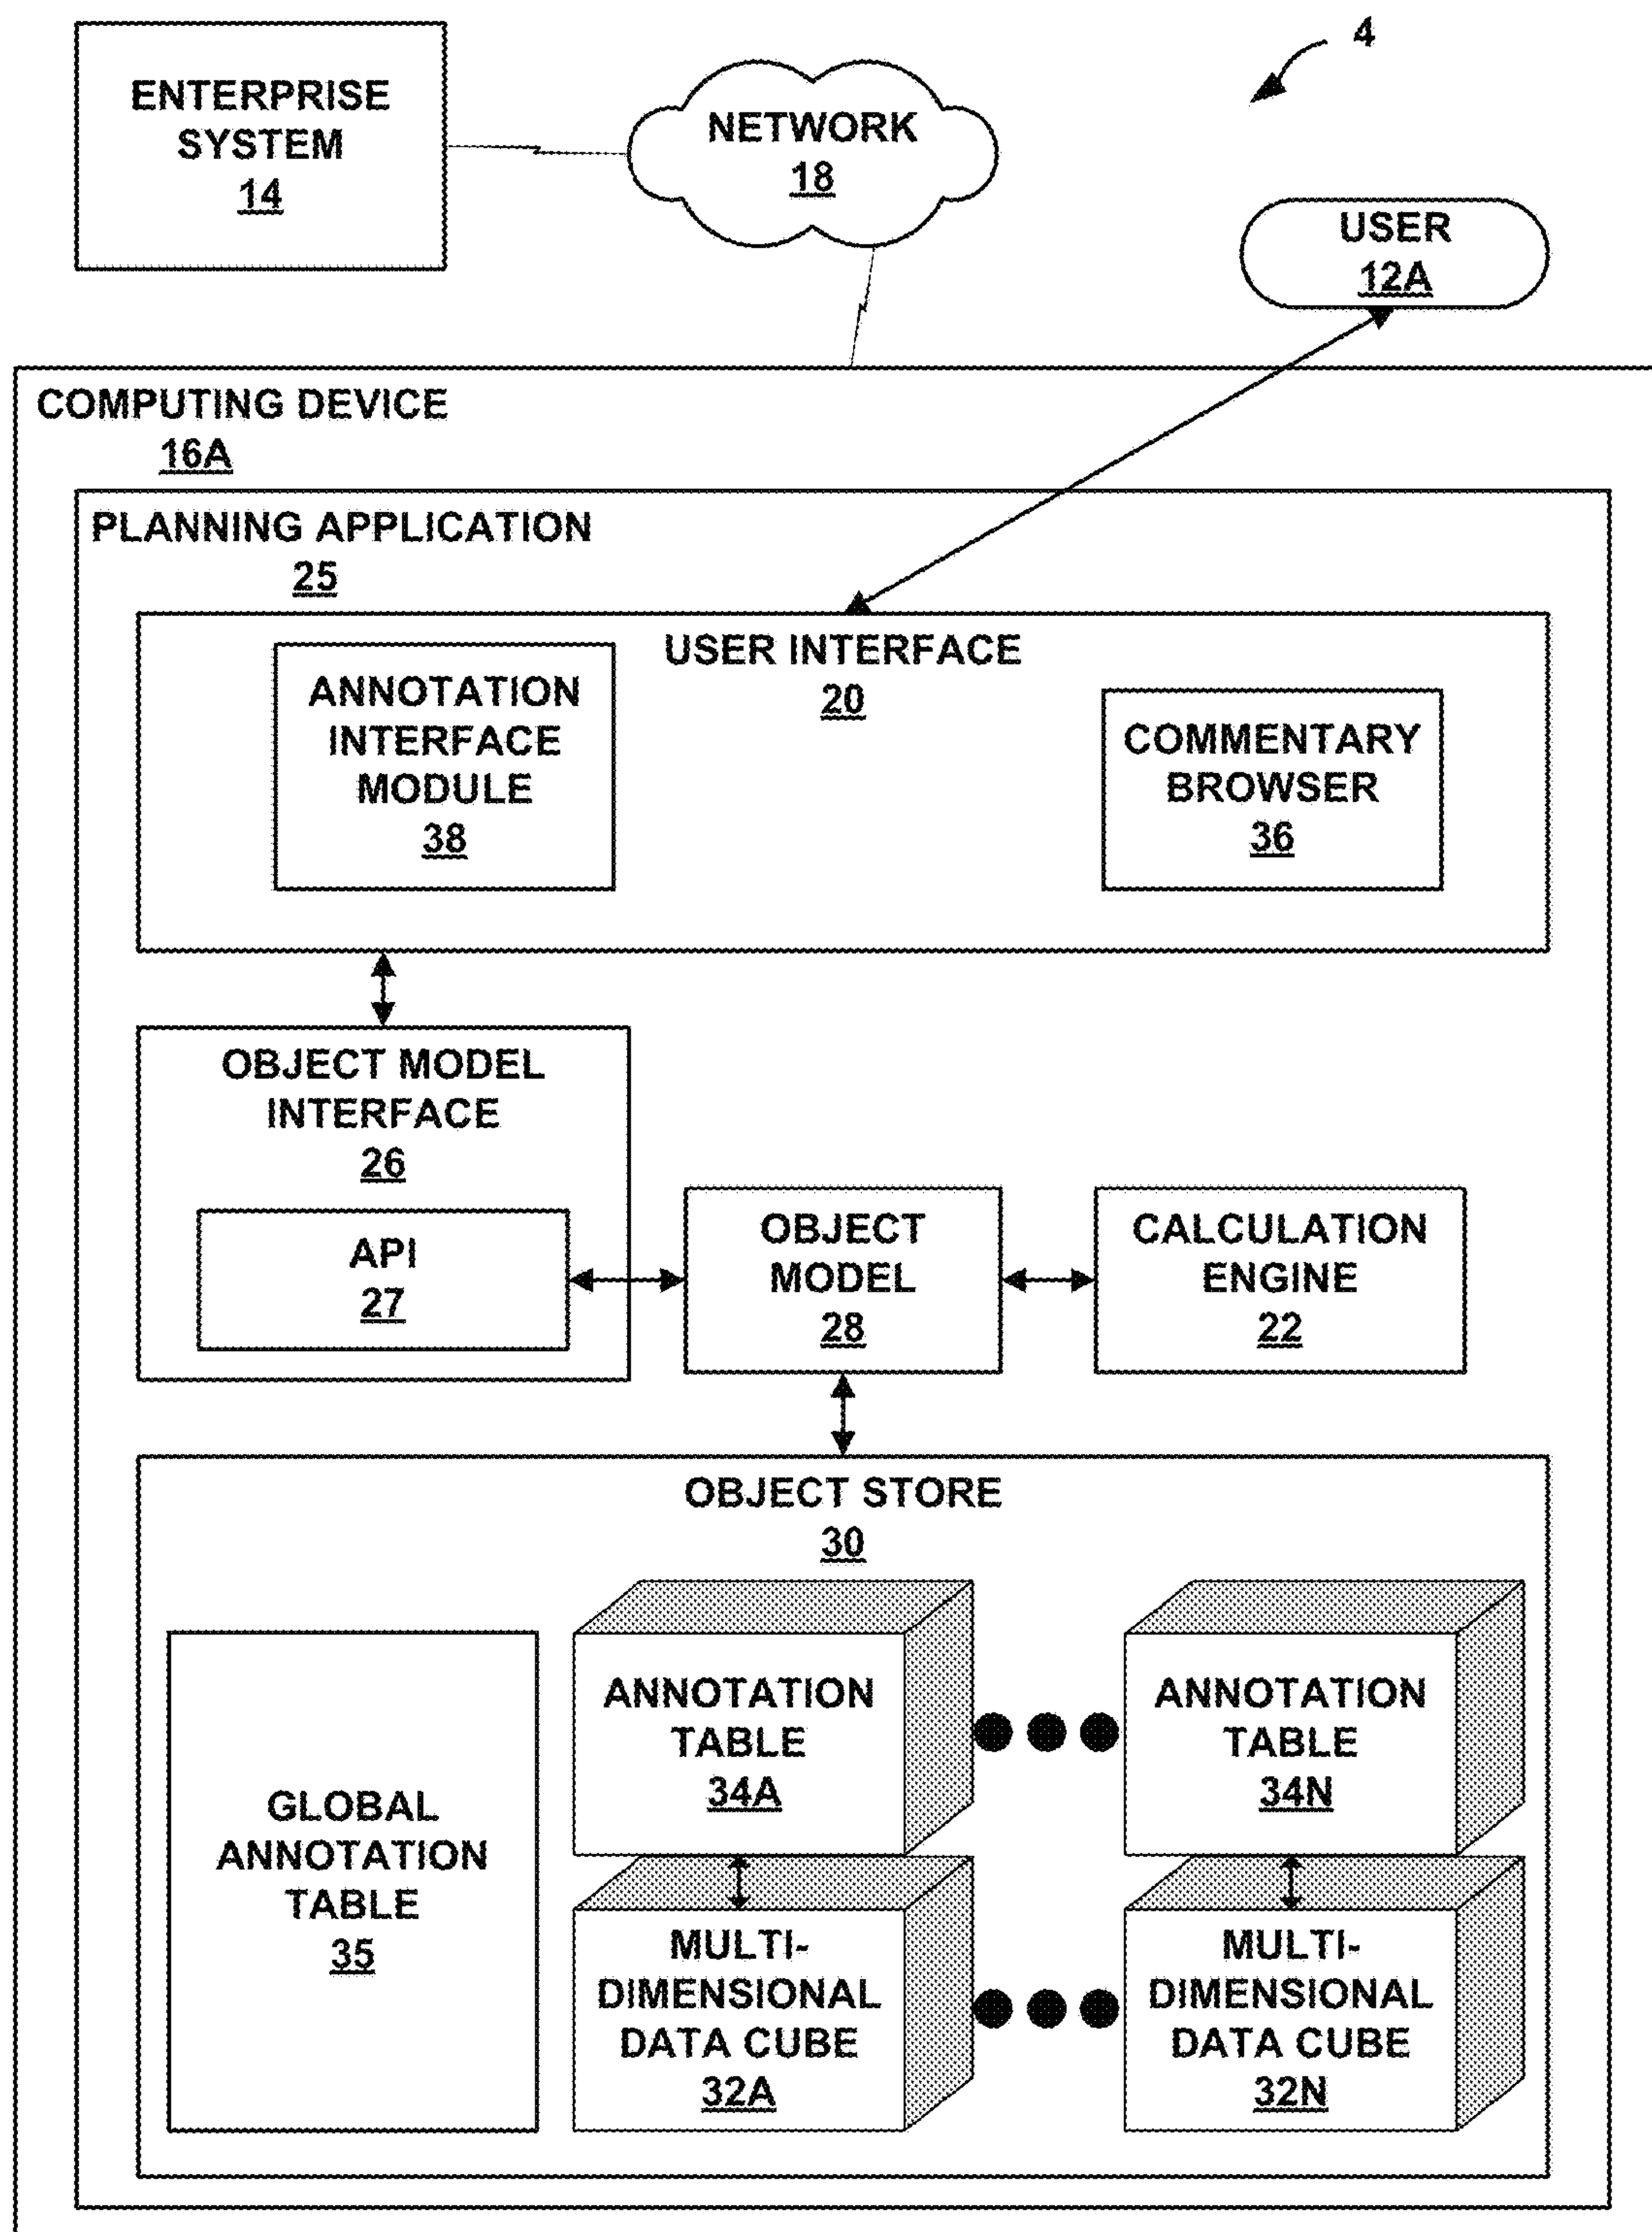 4
ENTERPRISE
SYSTEM
14
NETWORK
18
USER
12A
COMPUTING DEVICE
16A
PLANNING APPLICATION
25
USER INTERFACE
20
ANNOTATION
INTERFACE
MODULE
38
COMMENTARY
BROWSER
36
OBJECT MODEL
INTERFACE
26
API
27
OBJECT
MODEL
28
CALCULATION
ENGINE
22
OBJECT STORE
30
GLOBAL
ANNOTATION
TABLE
35
ANNOTATION
TABLE
34A
ANNOTATION
TABLE
34N
MULTI-
DIMENSIONAL
DATA CUBE
32A
MULTI-
DIMENSIONAL
DATA CUBE
32N